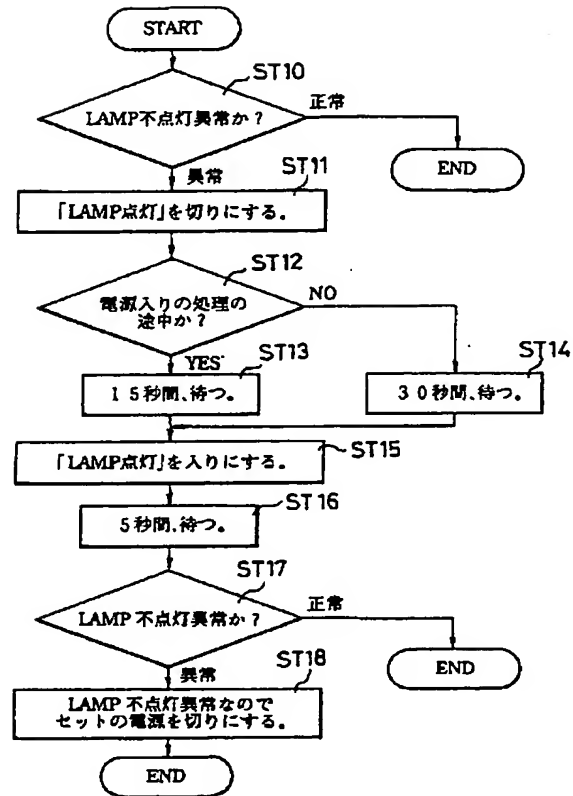 START
ST10
LAMP不点灯異常か?
正常
END
異常
ST11
「LAMP点灯」を切りにする。
ST12
電源入りの処理の
途中か?
NO
YES
ST13
15秒間、待つ。
ST14
30秒間、待つ。
「LAMP点灯」を入りにする。
ST15
ST16
5秒間、待つ。
ST17
LAMP不点灯異常か?
正常
END
異常
ST18
LAMP不点灯異常なので
セットの電源を切りにする。
END